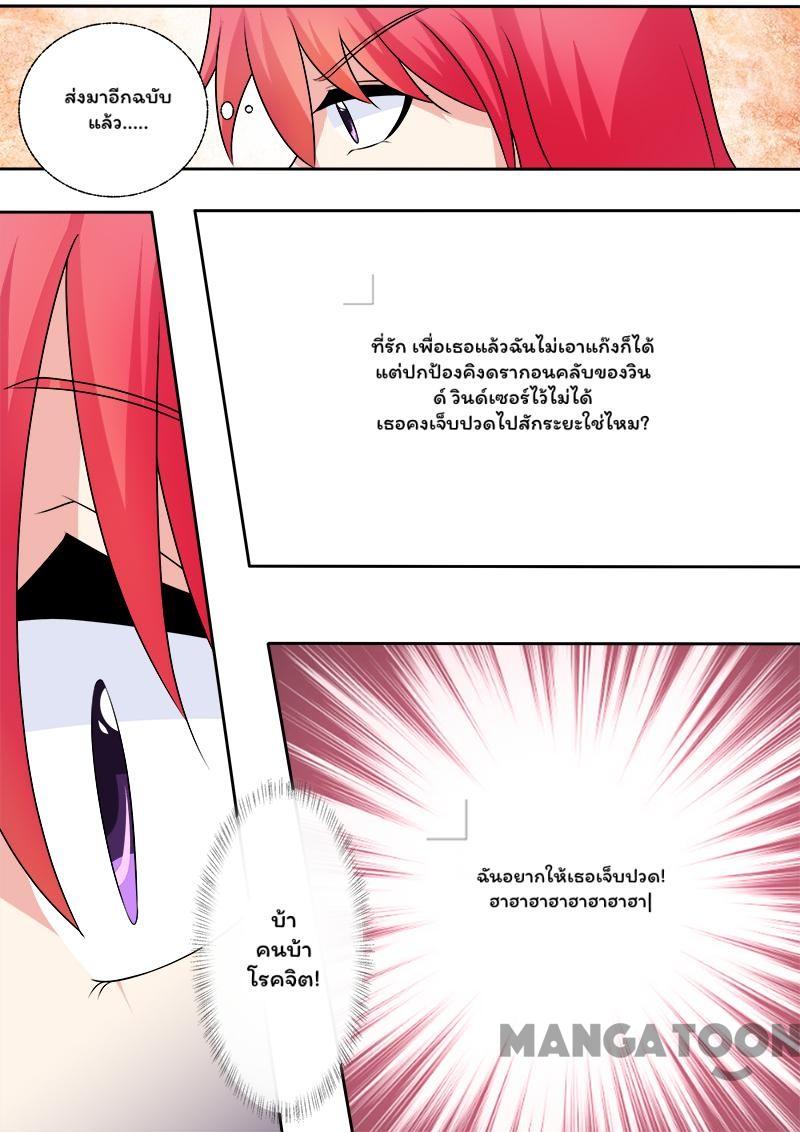 ส่งมาอีกฉบับ
แล้ว.....
ที่รัก เพื่อเธอแล้วฉันไม่เอาแก๊งก็ได้
แต่ปกป้องคิงดรากอนคลับของวิน
ด์ วินด์เซอร์ไว้ไม่ได้
เธอคงเจ็บปวดไปสักระยะใช่ไหม?
ฉันอยากให้เธอเจ็บปวด!
ฮาฮาฮาฮาฮาฮาฮาฮา|
บ้า
คนบ้า
โรคจิต!
MANGATOON